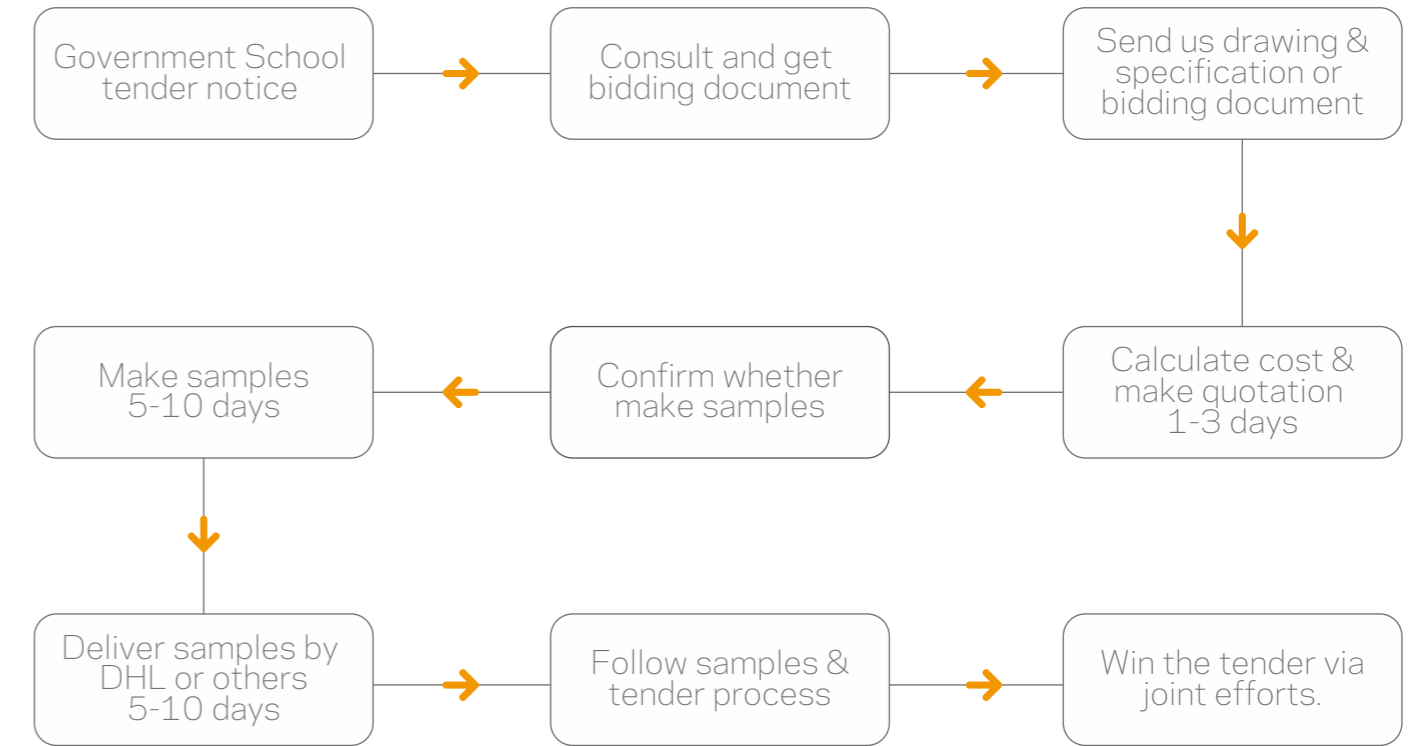 Government School
tender notice
Consult and get
bidding document
Send us drawing &
specification or
bidding document
Calculate cost &
make quotation
1-3 days
Confirm whether
make samples
Make samples
5-10 days
Deliver samples by
DHL or others
5-10 days
Follow samples &
tender process
Win the tender via
joint efforts.